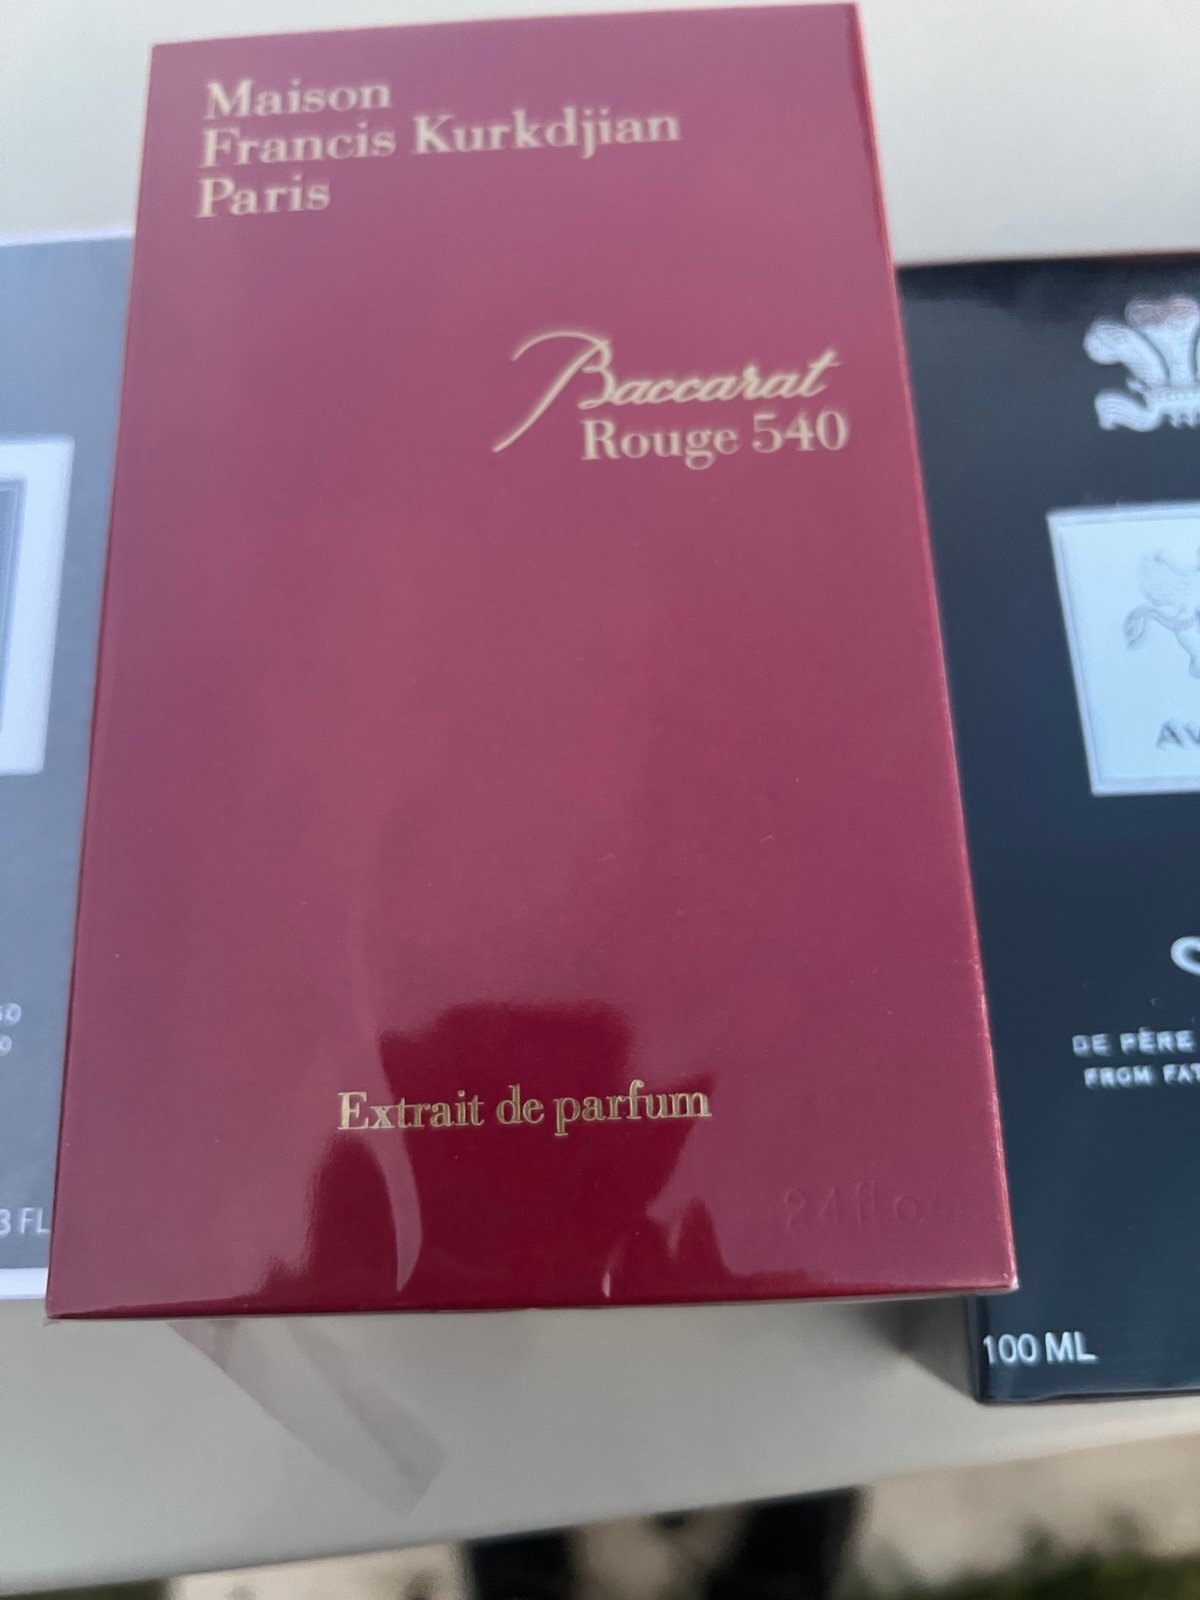 Maison
Francis Kurkdjian
Paris
Baccarat
Rouge 540
Extrait de parfum
2.4 fl oz
3 FL
DE PÈRE
FROM
100 ML